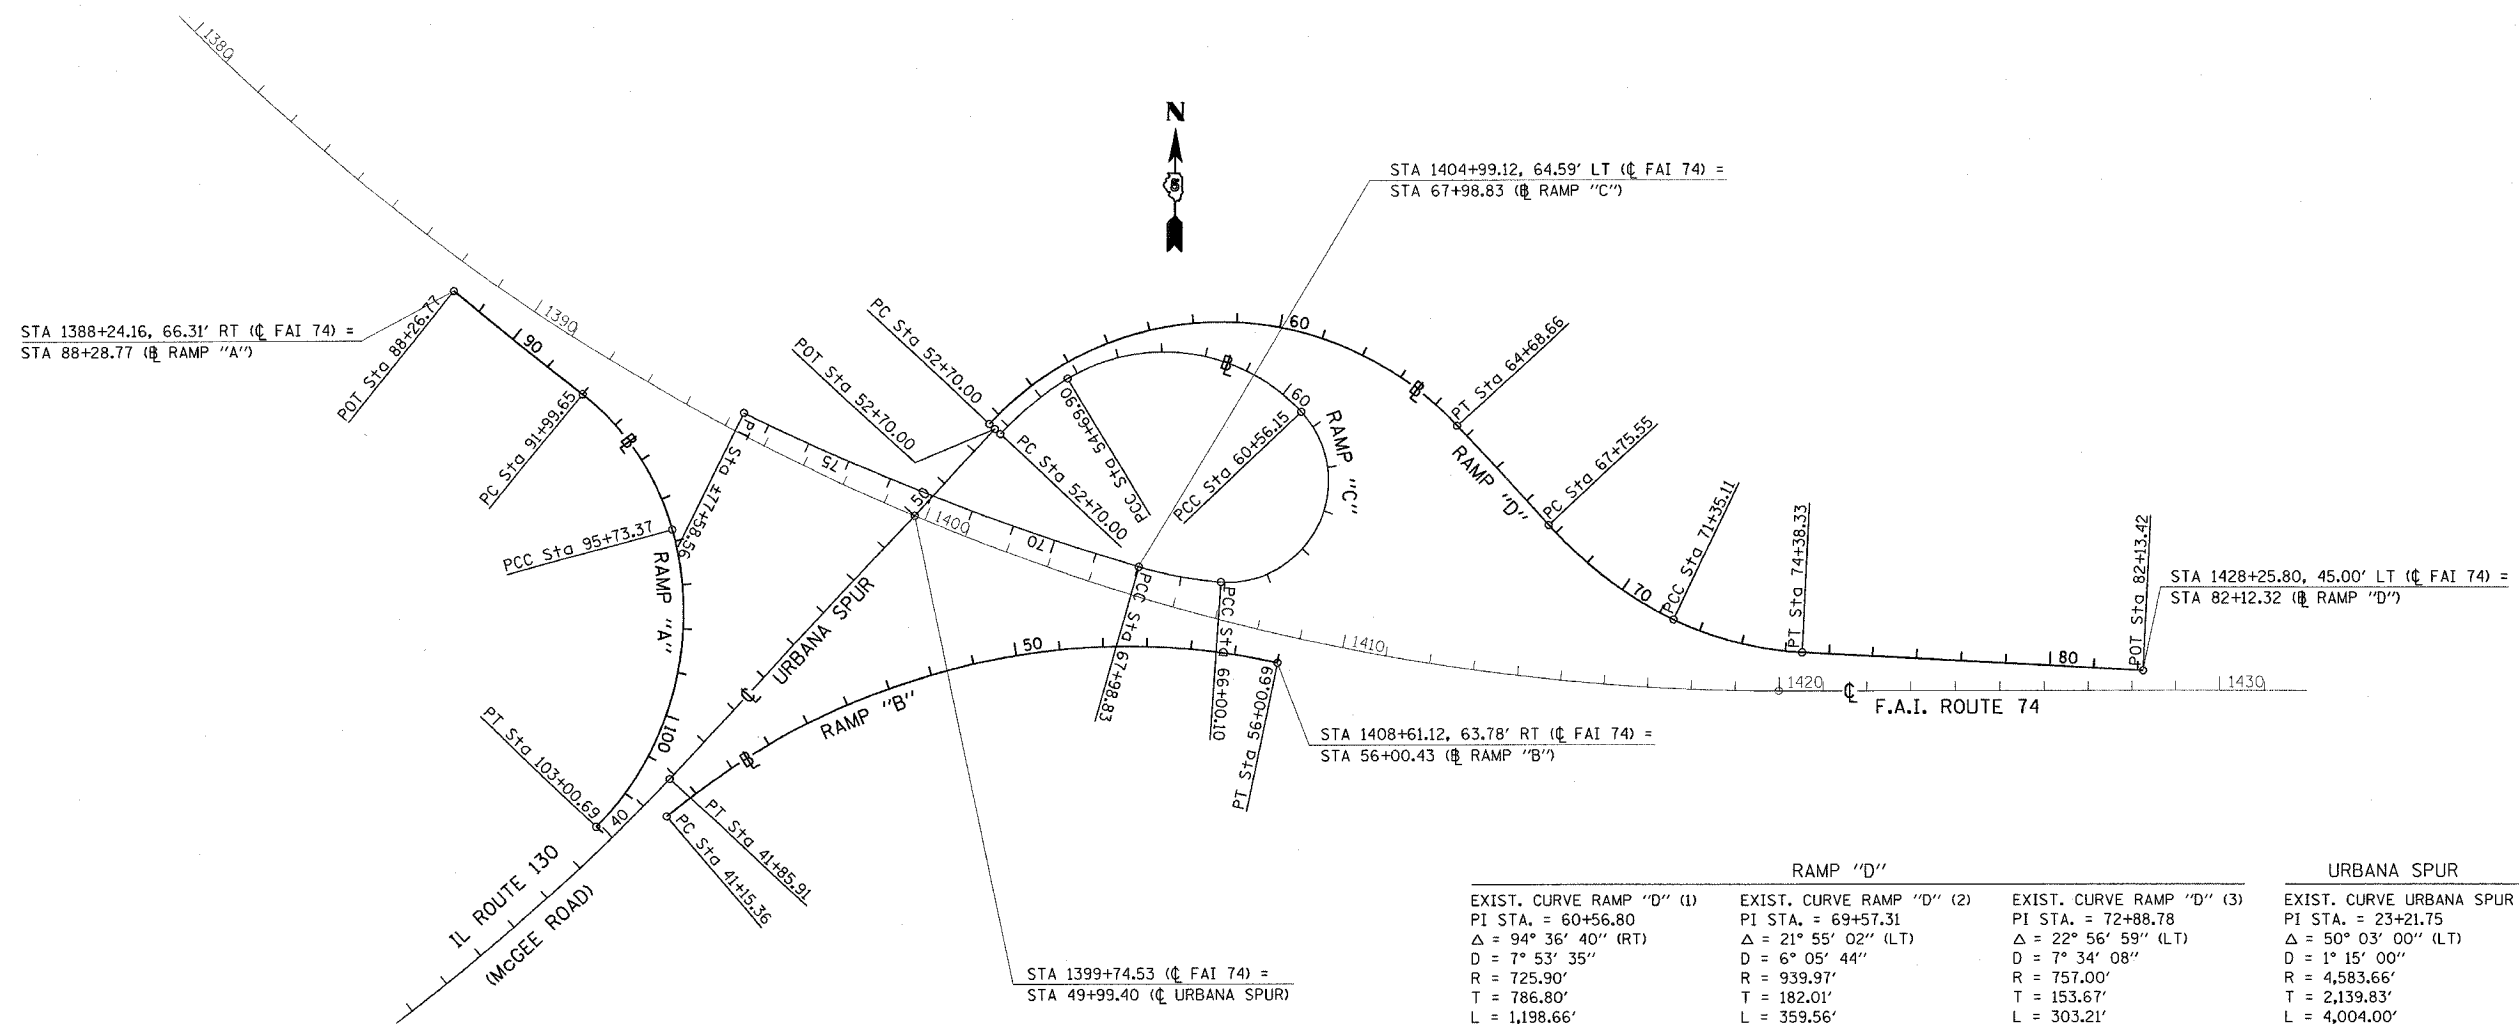 1380
N
STA 1404+99.12, 64.59' LT (℄ FAI 74) =
STA 67+98.83 (BL RAMP "C")
STA 1388+24.16, 66.31' RT (℄ FAI 74) =
STA 88+28.77 (BL RAMP "A")
POT Sta 88+26.77
90
1390
PC Sta 91+99.65
BL
PCC Sta 95+73.37
RAMP "A"
PT Sta ±77+58.56
75
POT Sta 52+70.00
PC Sta 52+70.00
PC Sta 52+70.00
PCC Sta 54+69.90
BL
60
60
PCC Sta 60+56.15
RAMP "C"
BL
PT Sta 64+68.66
RAMP "D"
PC Sta 67+75.55
70
PCC Sta 71+35.11
PT Sta 74+38.33
80
POT Sta 82+13.42
STA 1428+25.80, 45.00' LT (℄ FAI 74) =
STA 82+12.32 (BL RAMP "D")
50
1400
70
PCC Sta 67+98.83
PCC Sta 66+00.10
1410
1420
℄
F.A.I. ROUTE 74
1430
℄ URBANA SPUR
50
RAMP "B"
BL
PT Sta 56+00.69
STA 1408+61.12, 63.78' RT (℄ FAI 74) =
STA 56+00.43 (BL RAMP "B")
100
PT Sta 103+00.69
40
PT Sta 41+85.91
PC Sta 41+15.36
IL ROUTE 130
(McGEE ROAD)
STA 1399+74.53 (℄ FAI 74) =
STA 49+99.40 (℄ URBANA SPUR)
RAMP "D"
EXIST. CURVE RAMP "D" (1)
PI STA. = 60+56.80
Δ = 94° 36' 40" (RT)
D = 7° 53' 35"
R = 725.90'
T = 786.80'
L = 1,198.66'
EXIST. CURVE RAMP "D" (2)
PI STA. = 69+57.31
Δ = 21° 55' 02" (LT)
D = 6° 05' 44"
R = 939.97'
T = 182.01'
L = 359.56'
EXIST. CURVE RAMP "D" (3)
PI STA. = 72+88.78
Δ = 22° 56' 59" (LT)
D = 7° 34' 08"
R = 757.00'
T = 153.67'
L = 303.21'
URBANA SPUR
EXIST. CURVE URBANA SPUR
PI STA. = 23+21.75
Δ = 50° 03' 00" (LT)
D = 1° 15' 00"
R = 4,583.66'
T = 2,139.83'
L = 4,004.00'